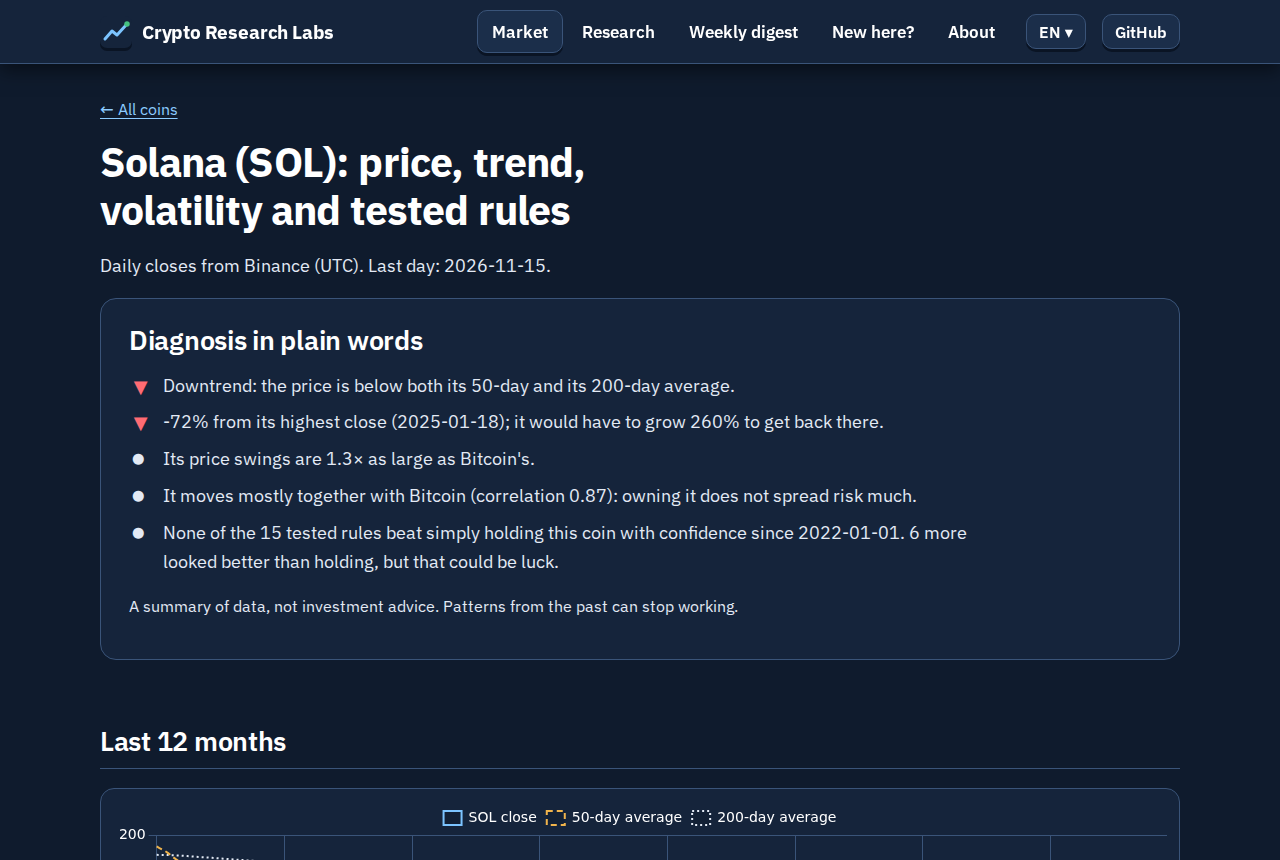 Crypto Research Labs
Market
Research
Weekly digest
New here?
About
EN ▾
GitHub
← All coins
Solana (SOL): price, trend,
volatility and tested rules
Daily closes from Binance (UTC). Last day: 2026-11-15.
Diagnosis in plain words
▼ Downtrend: the price is below both its 50-day and its 200-day average.
▼ -72% from its highest close (2025-01-18); it would have to grow 260% to get back there.
● Its price swings are 1.3× as large as Bitcoin's.
● It moves mostly together with Bitcoin (correlation 0.87): owning it does not spread risk much.
● None of the 15 tested rules beat simply holding this coin with confidence since 2022-01-01. 6 more
looked better than holding, but that could be luck.
A summary of data, not investment advice. Patterns from the past can stop working.
Last 12 months
SOL close
50-day average
200-day average
200